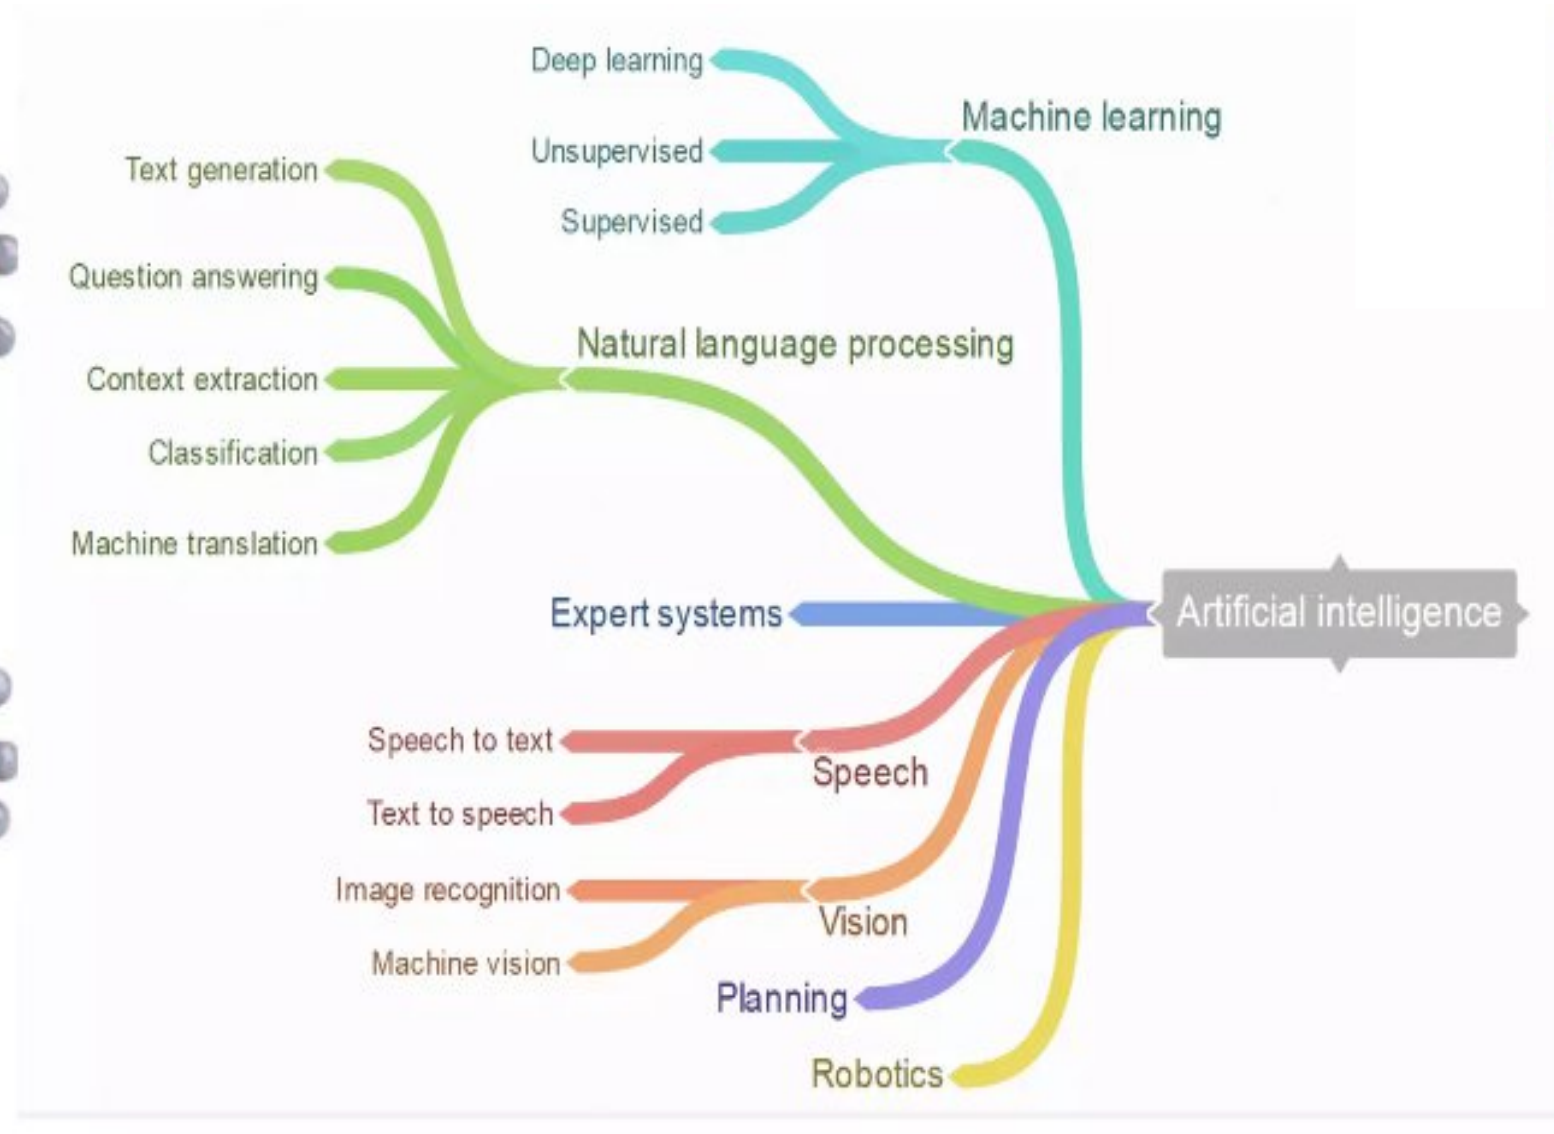 Deep learning
Machine learning
Unsupervised
Text generation
Supervised
Question answering
Natural language processing
Context extraction
Classification
Machine translation
Expert systems
Artificial intelligence
Speech to text
Speech
Text to speech
Image recognition
Vision
Machine vision
Planning
Robotics